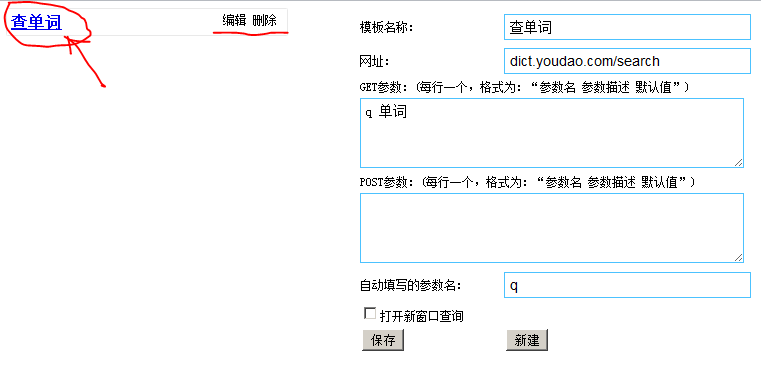 查单词
编辑 删除
模板名称： 查单词
网址： dict.youdao.com/search
GET参数：(每行一个，格式为：“参数名 参数描述 默认值”)
q 单词
POST参数：(每行一个，格式为：“参数名 参数描述 默认值”)
自动填写的参数名： q
打开新窗口查询
保存 新建